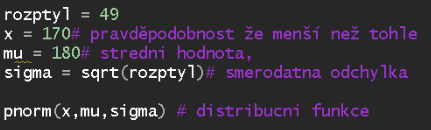 rozptyl = 49
x = 170# pravděpodobnost že menší než tohle
mu = 180# stredni hodnota,
sigma = sqrt(rozptyl)# smerodatna odchylka
pnorm(x,mu,sigma) # distribucni funkce